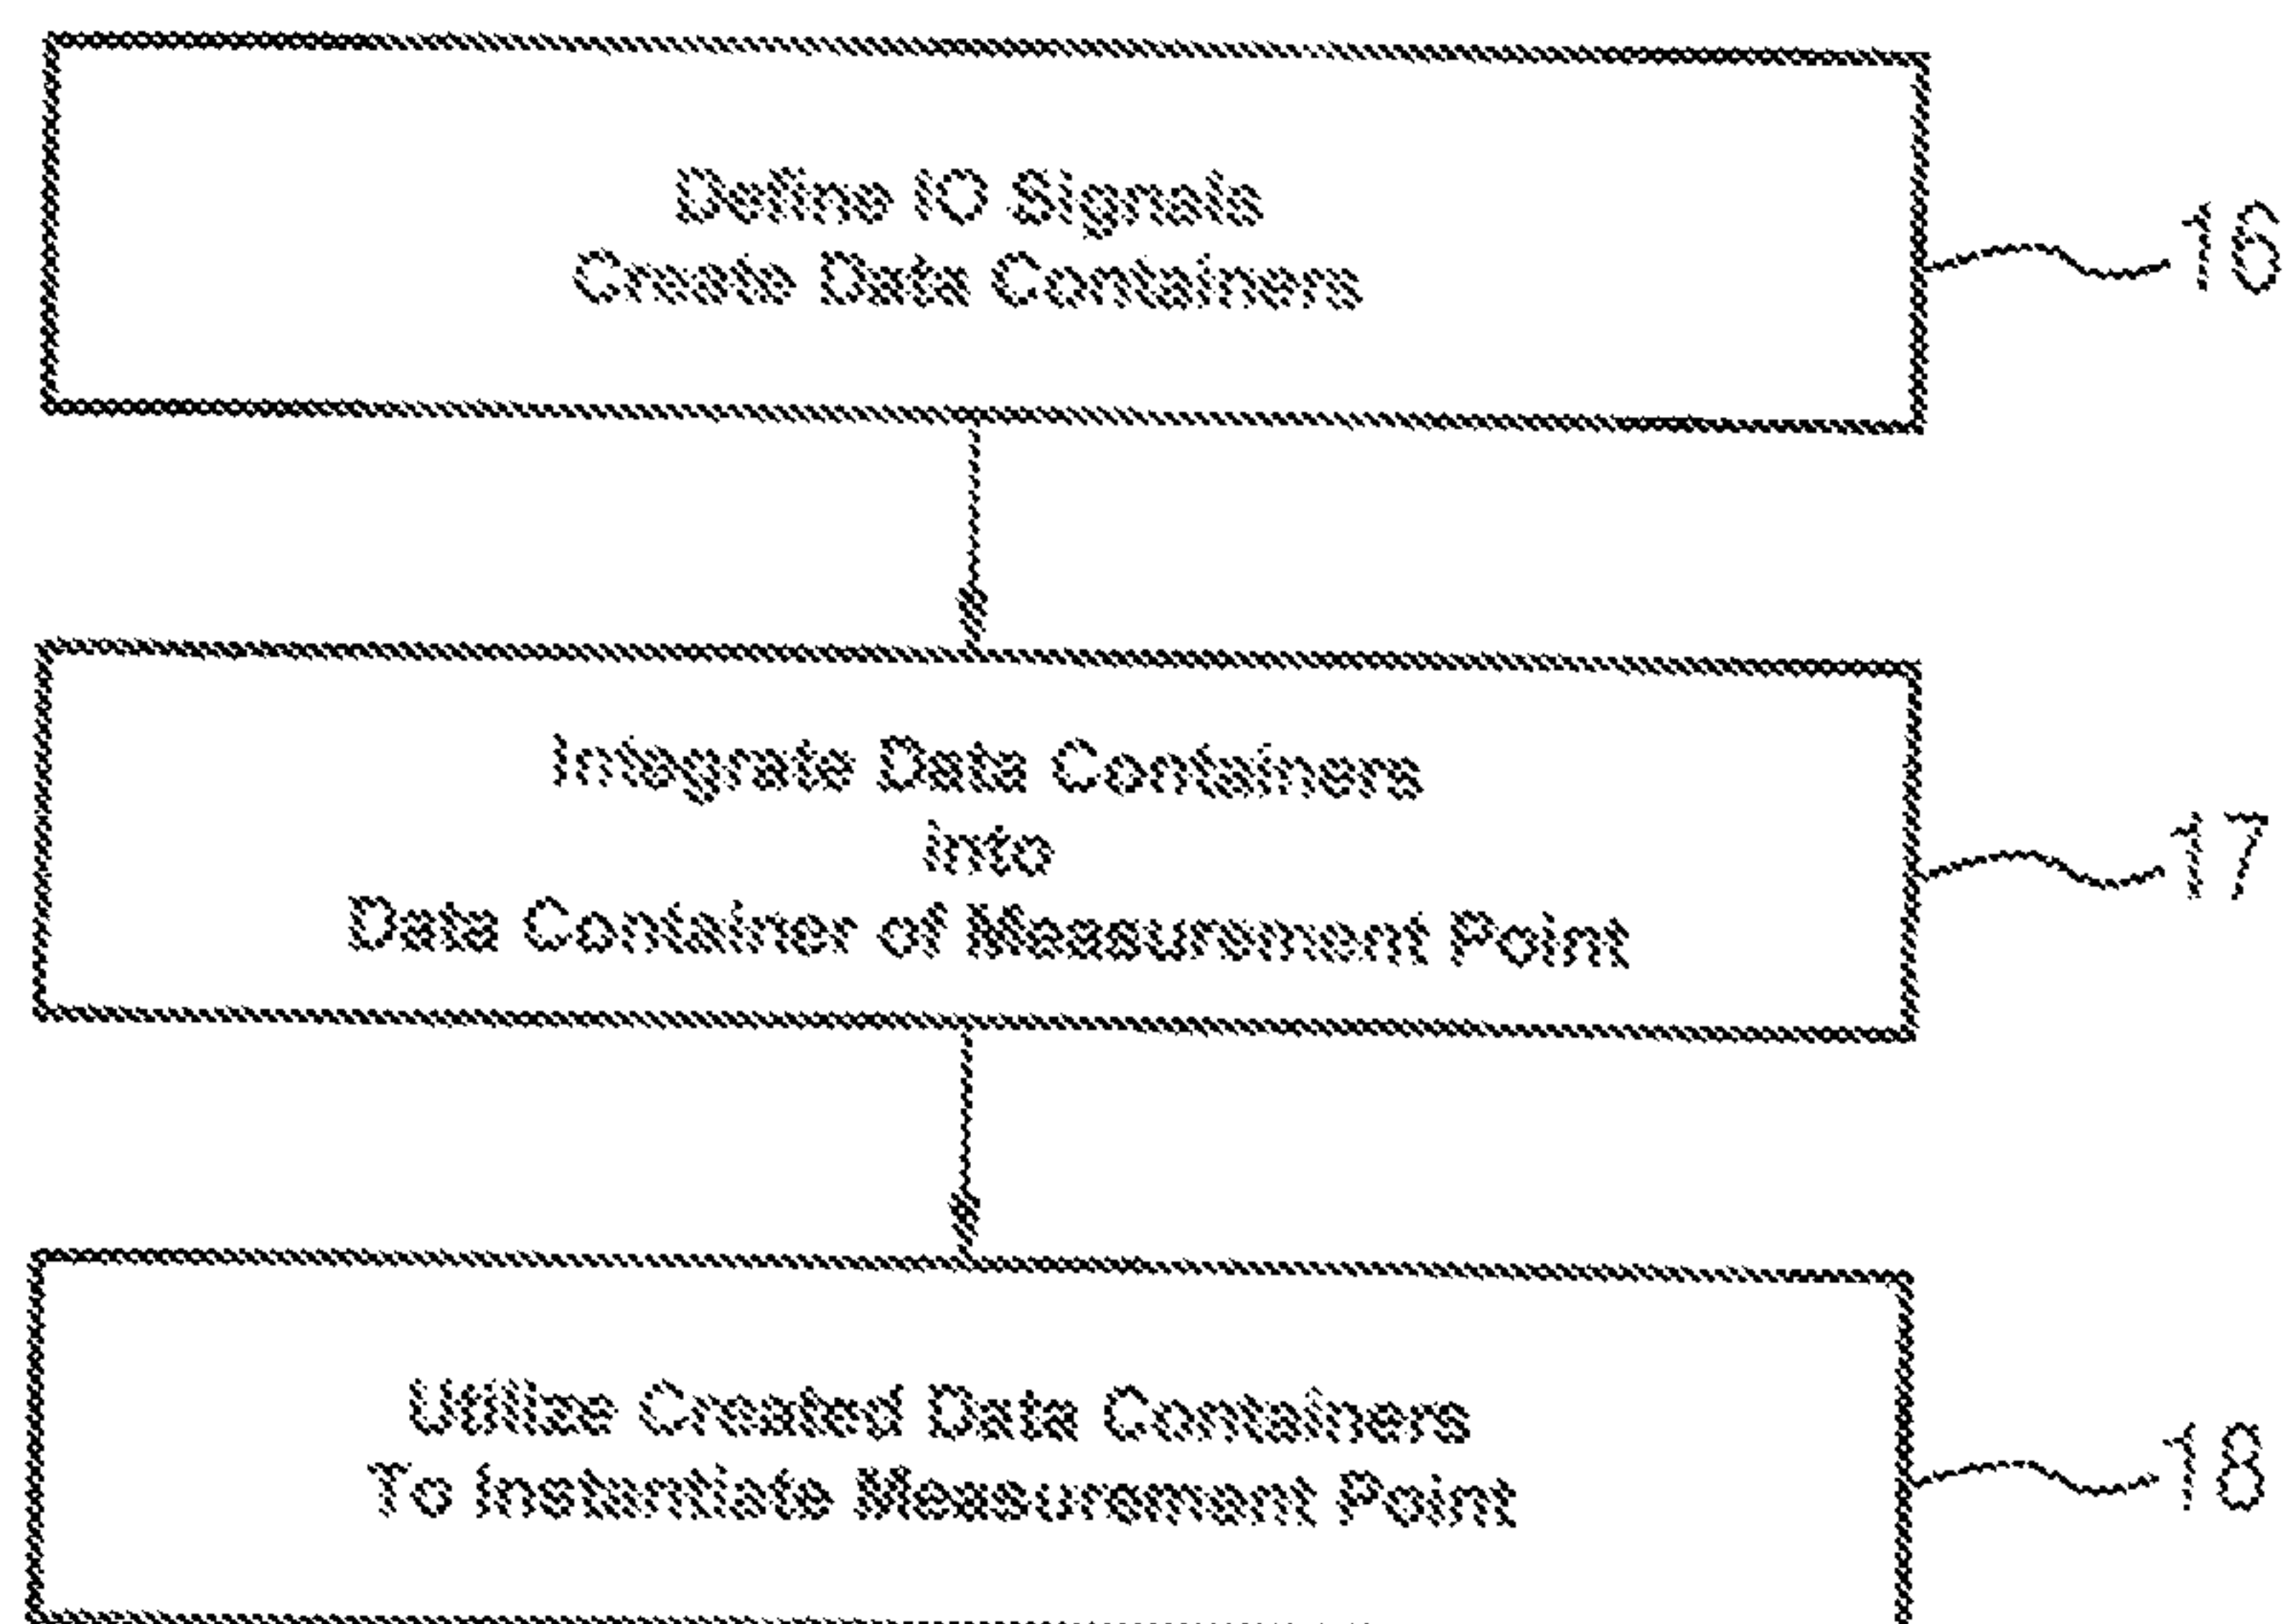 Define IO Signals
Create Data Containers
16
Integrate Data Containers
into
Data Container of Measurement Point
17
Utilize Created Data Containers
To Instantiate Measurement Point
18